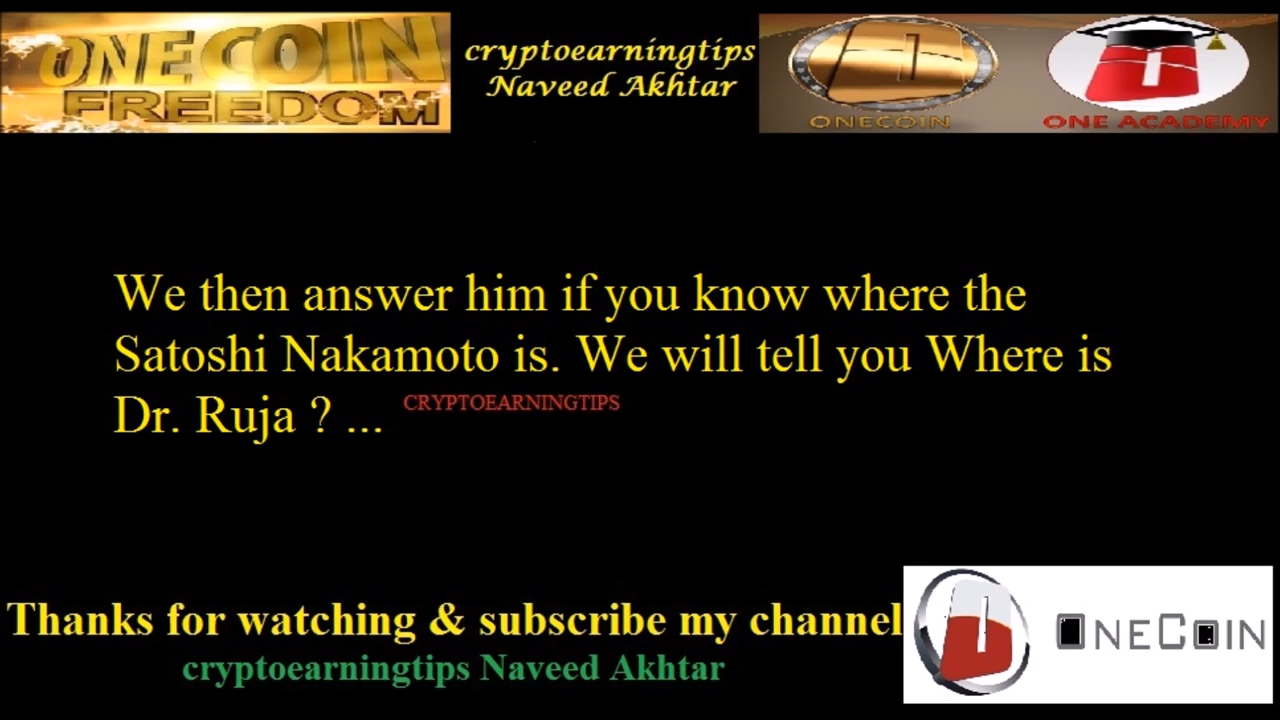 ONE COIN
FREEDOM
cryptoearningtips
Naveed Akhtar
ONECOIN
ONE ACADEMY
We then answer him if you know where the
Satoshi Nakamoto is. We will tell you Where is
Dr. Ruja ? ... CRYPTOEARNINGTIPS
Thanks for watching & subscribe my channel
cryptoearningtips Naveed Akhtar
ONECOIN